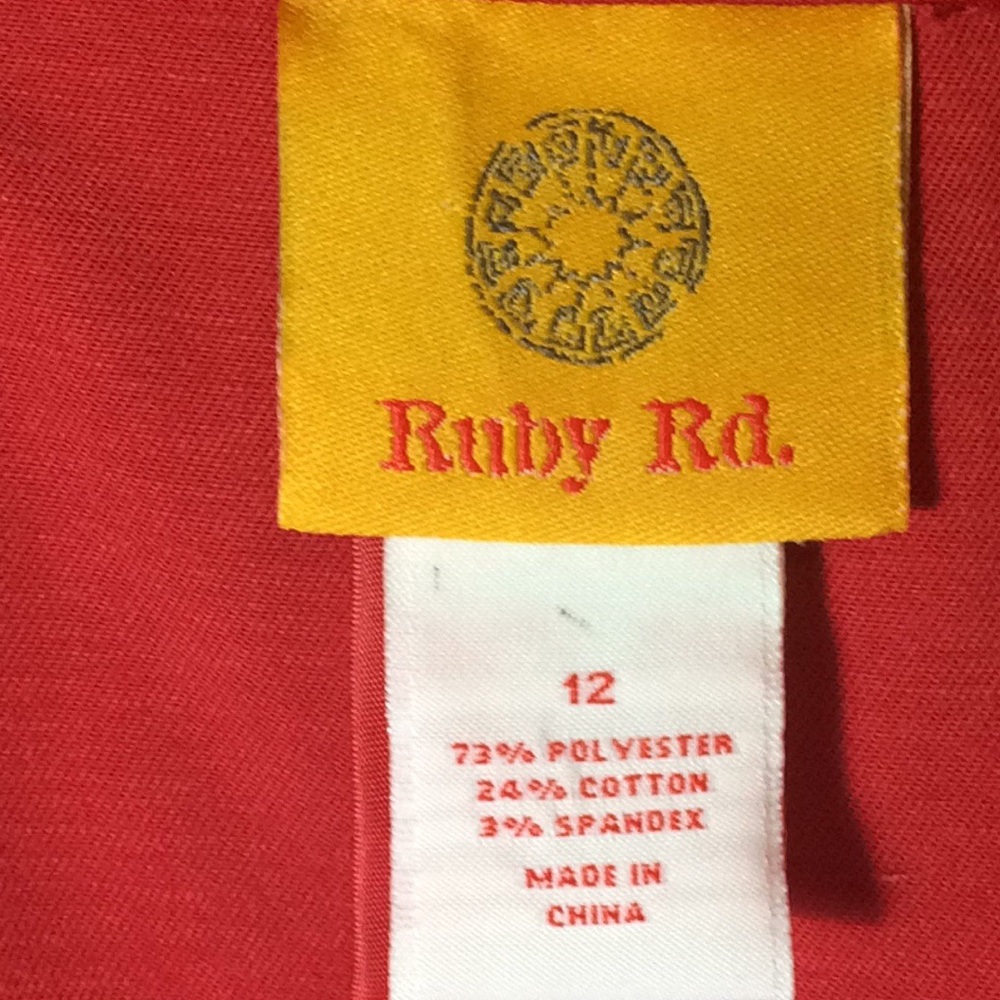 Ruby Rd.
12
73% POLYESTER
24% COTTON
3% SPANDEX
MADE IN
CHINA